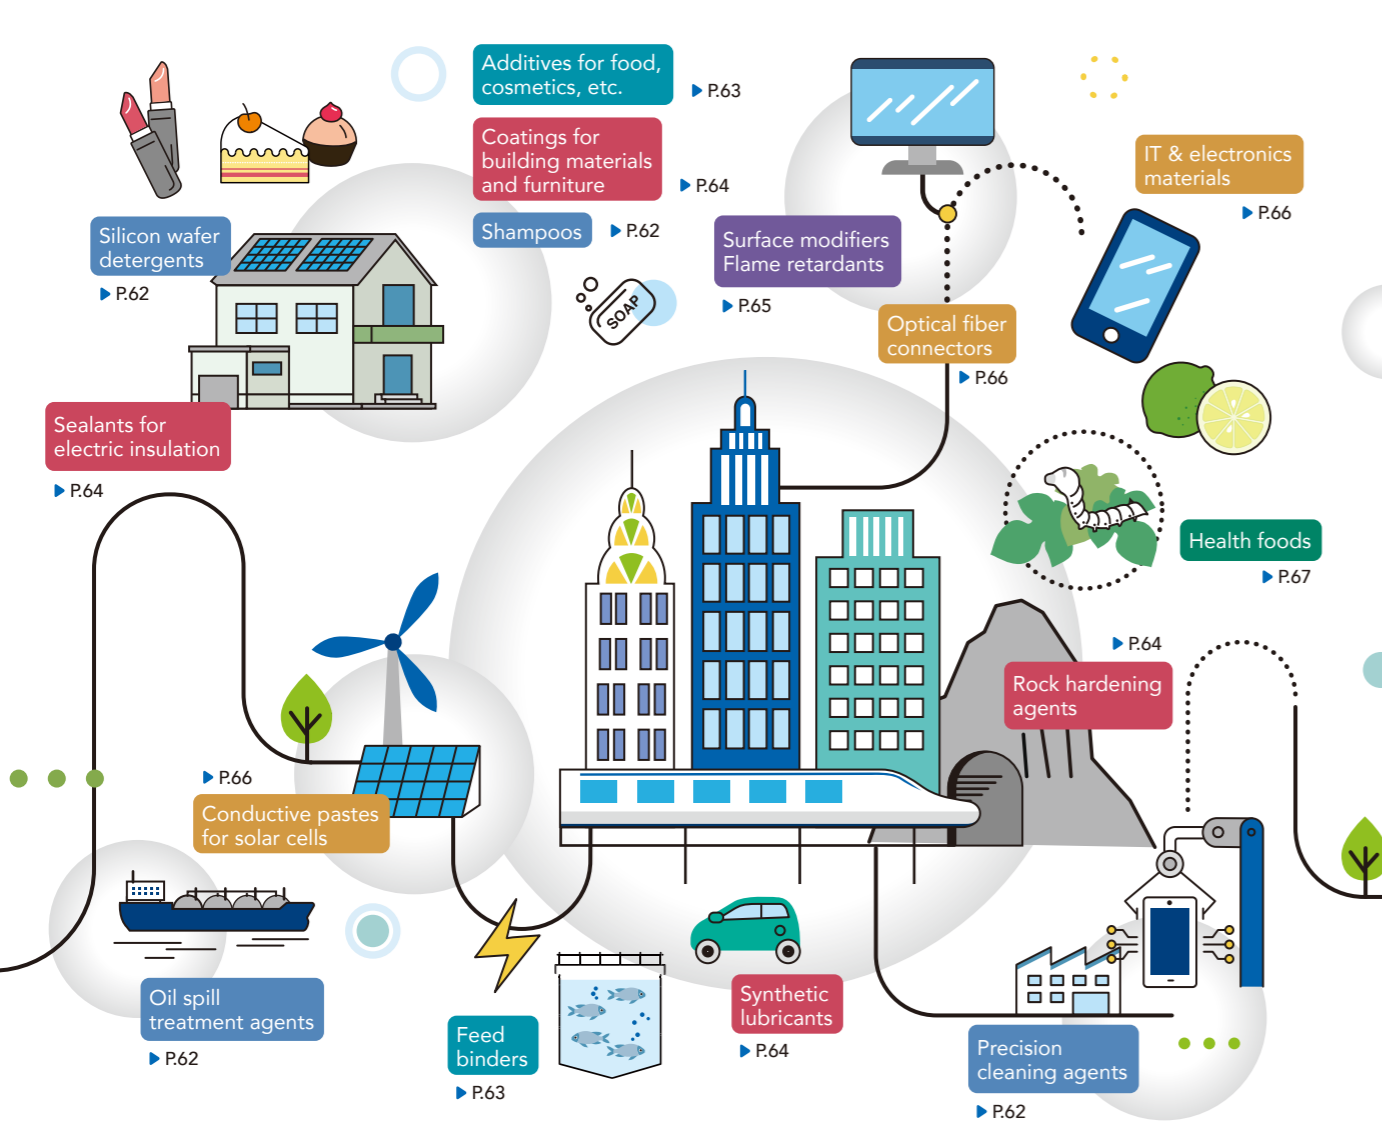 Additives for food,
cosmetics, etc.
P.63
Coatings for
building materials
and furniture
P.64
Shampoos
P.62
Silicon wafer
detergents
P.62
SOAP
Surface modifiers
Flame retardants
P.65
IT & electronics
materials
P.66
Optical fiber
connectors
P.66
Sealants for
electric insulation
P.64
Health foods
P.67
P.64
Rock hardening
agents
P.66
Conductive pastes
for solar cells
Oil spill
treatment agents
P.62
Feed
binders
P.63
Synthetic
lubricants
P.64
Precision
cleaning agents
P.62